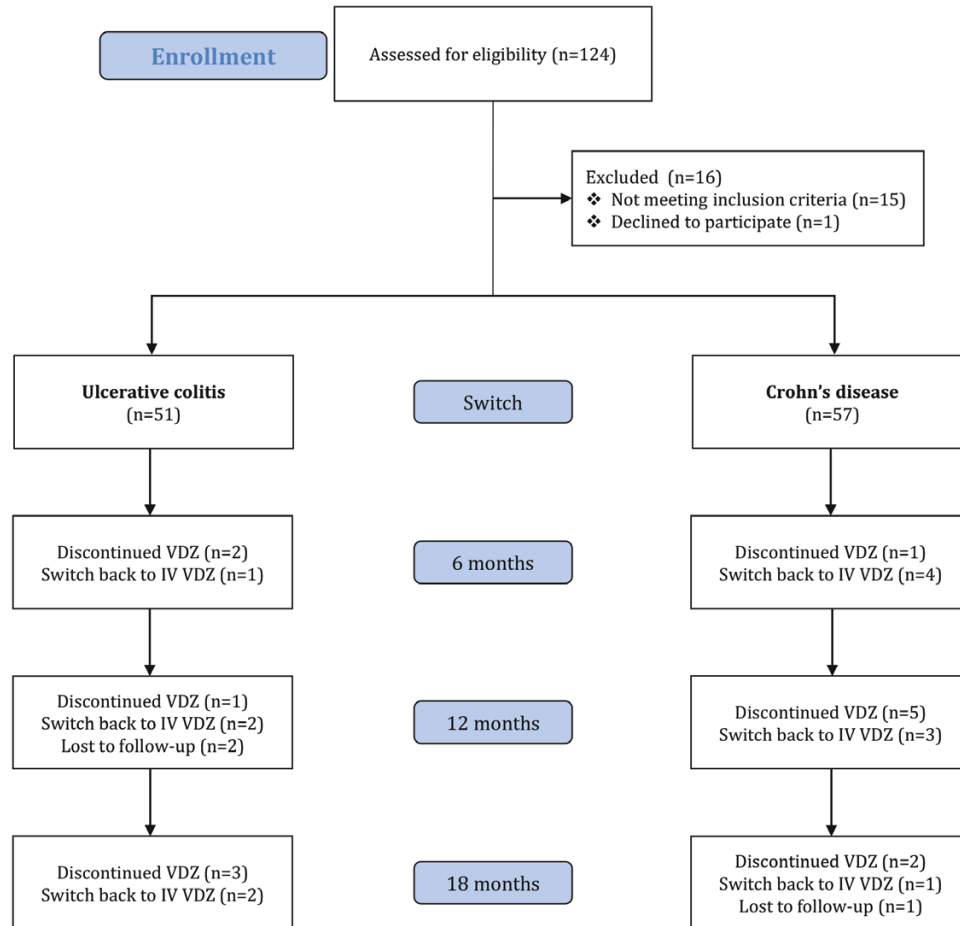 Enrollment
Assessed for eligibility (n=124)
Excluded (n=16)
❖ Not meeting inclusion criteria (n=15)
❖ Declined to participate (n=1)
Ulcerative colitis
(n=51)
Switch
Crohn's disease
(n=57)
Discontinued VDZ (n=2)
Switch back to IV VDZ (n=1)
6 months
Discontinued VDZ (n=1)
Switch back to IV VDZ (n=4)
Discontinued VDZ (n=1)
Switch back to IV VDZ (n=2)
Lost to follow-up (n=2)
12 months
Discontinued VDZ (n=5)
Switch back to IV VDZ (n=3)
Discontinued VDZ (n=3)
Switch back to IV VDZ (n=2)
18 months
Discontinued VDZ (n=2)
Switch back to IV VDZ (n=1)
Lost to follow-up (n=1)